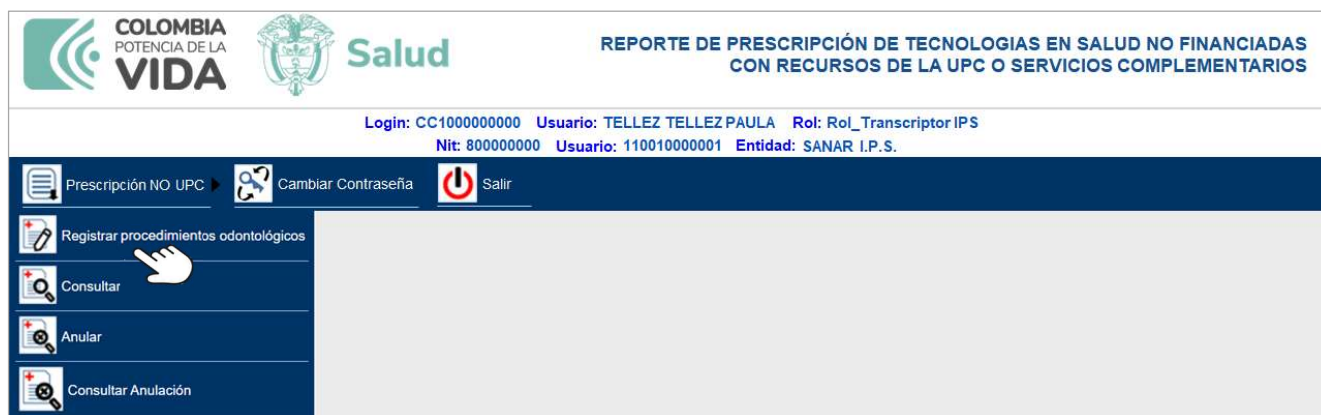 COLOMBIA
POTENCIA DE LA
VIDA
Salud
REPORTE DE PRESCRIPCIÓN DE TECNOLOGIAS EN SALUD NO FINANCIADAS
CON RECURSOS DE LA UPC O SERVICIOS COMPLEMENTARIOS
Login: CC1000000000 Usuario: TELLEZ TELLEZ PAULA Rol: Rol_Transcriptor IPS
Nit: 800000000 Usuario: 110010000001 Entidad: SANAR I.P.S.
Prescripción NO UPC Cambiar Contraseña Salir
Registrar procedimientos odontológicos
Consultar
Anular
Consultar Anulación